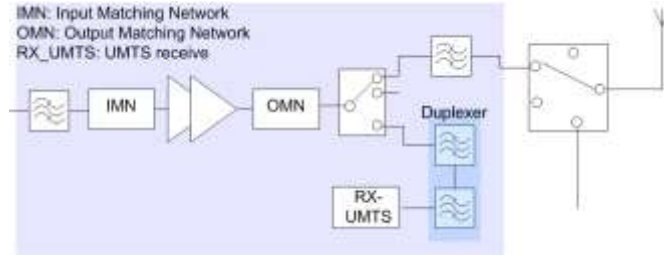 IMN: Input Matching Network
OMN: Output Matching Network
RX_UMTS: UMTS receive
IMN
OMN
Duplexer
RX-
UMTS